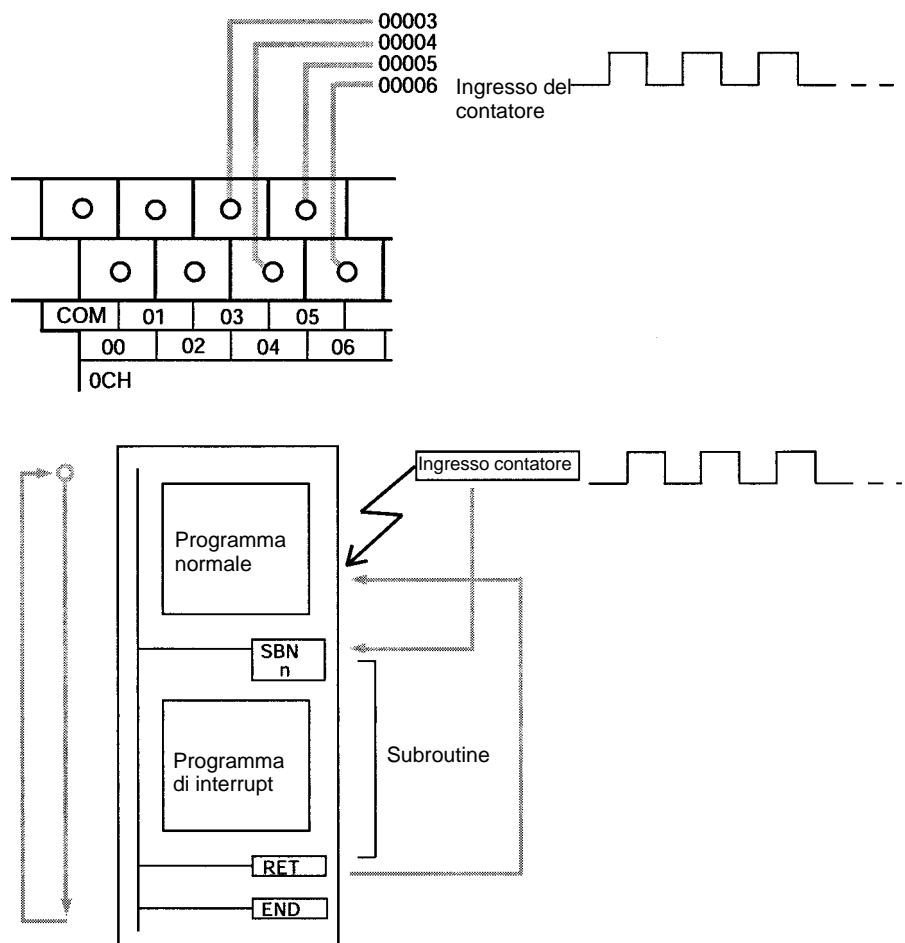 00003
00004
00005
00006
Ingresso del
contatore
COM 01 03 05
00 02 04 06
0CH
Ingresso contatore
Programma
normale
SBN
n
Programma
di interrupt
Subroutine
RET
END